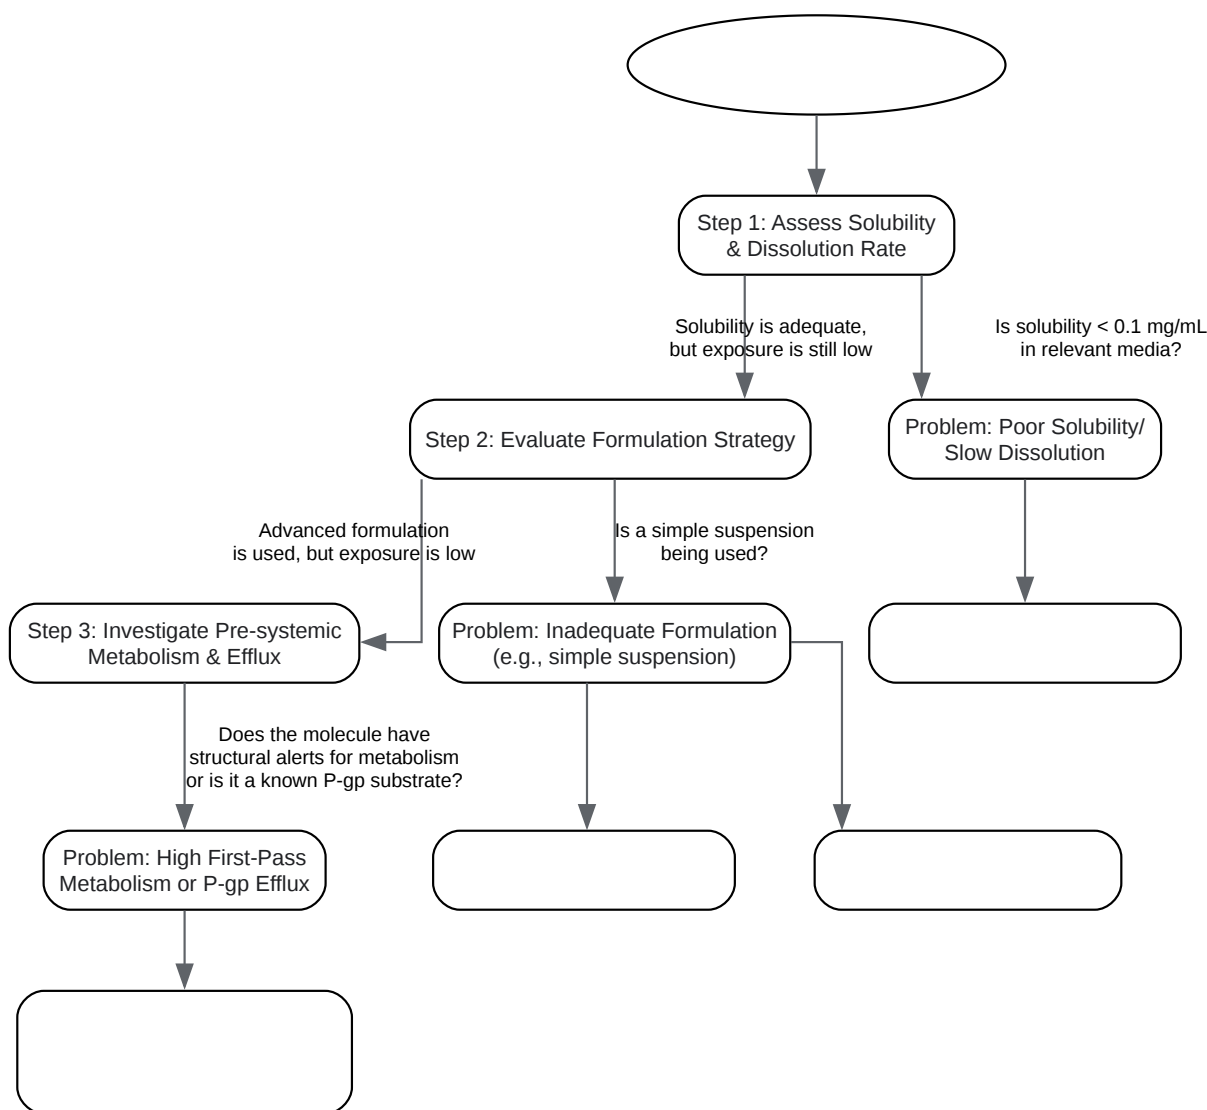 Step 1: Assess Solubility
& Dissolution Rate
Solubility is adequate,
but exposure is still low
Is solubility < 0.1 mg/mL
in relevant media?
Step 2: Evaluate Formulation Strategy
Problem: Poor Solubility/
Slow Dissolution
Advanced formulation
is used, but exposure is low
Is a simple suspension
being used?
Step 3: Investigate Pre-systemic
Metabolism & Efflux
Problem: Inadequate Formulation
(e.g., simple suspension)
Does the molecule have
structural alerts for metabolism
or is it a known P-gp substrate?
Problem: High First-Pass
Metabolism or P-gp Efflux